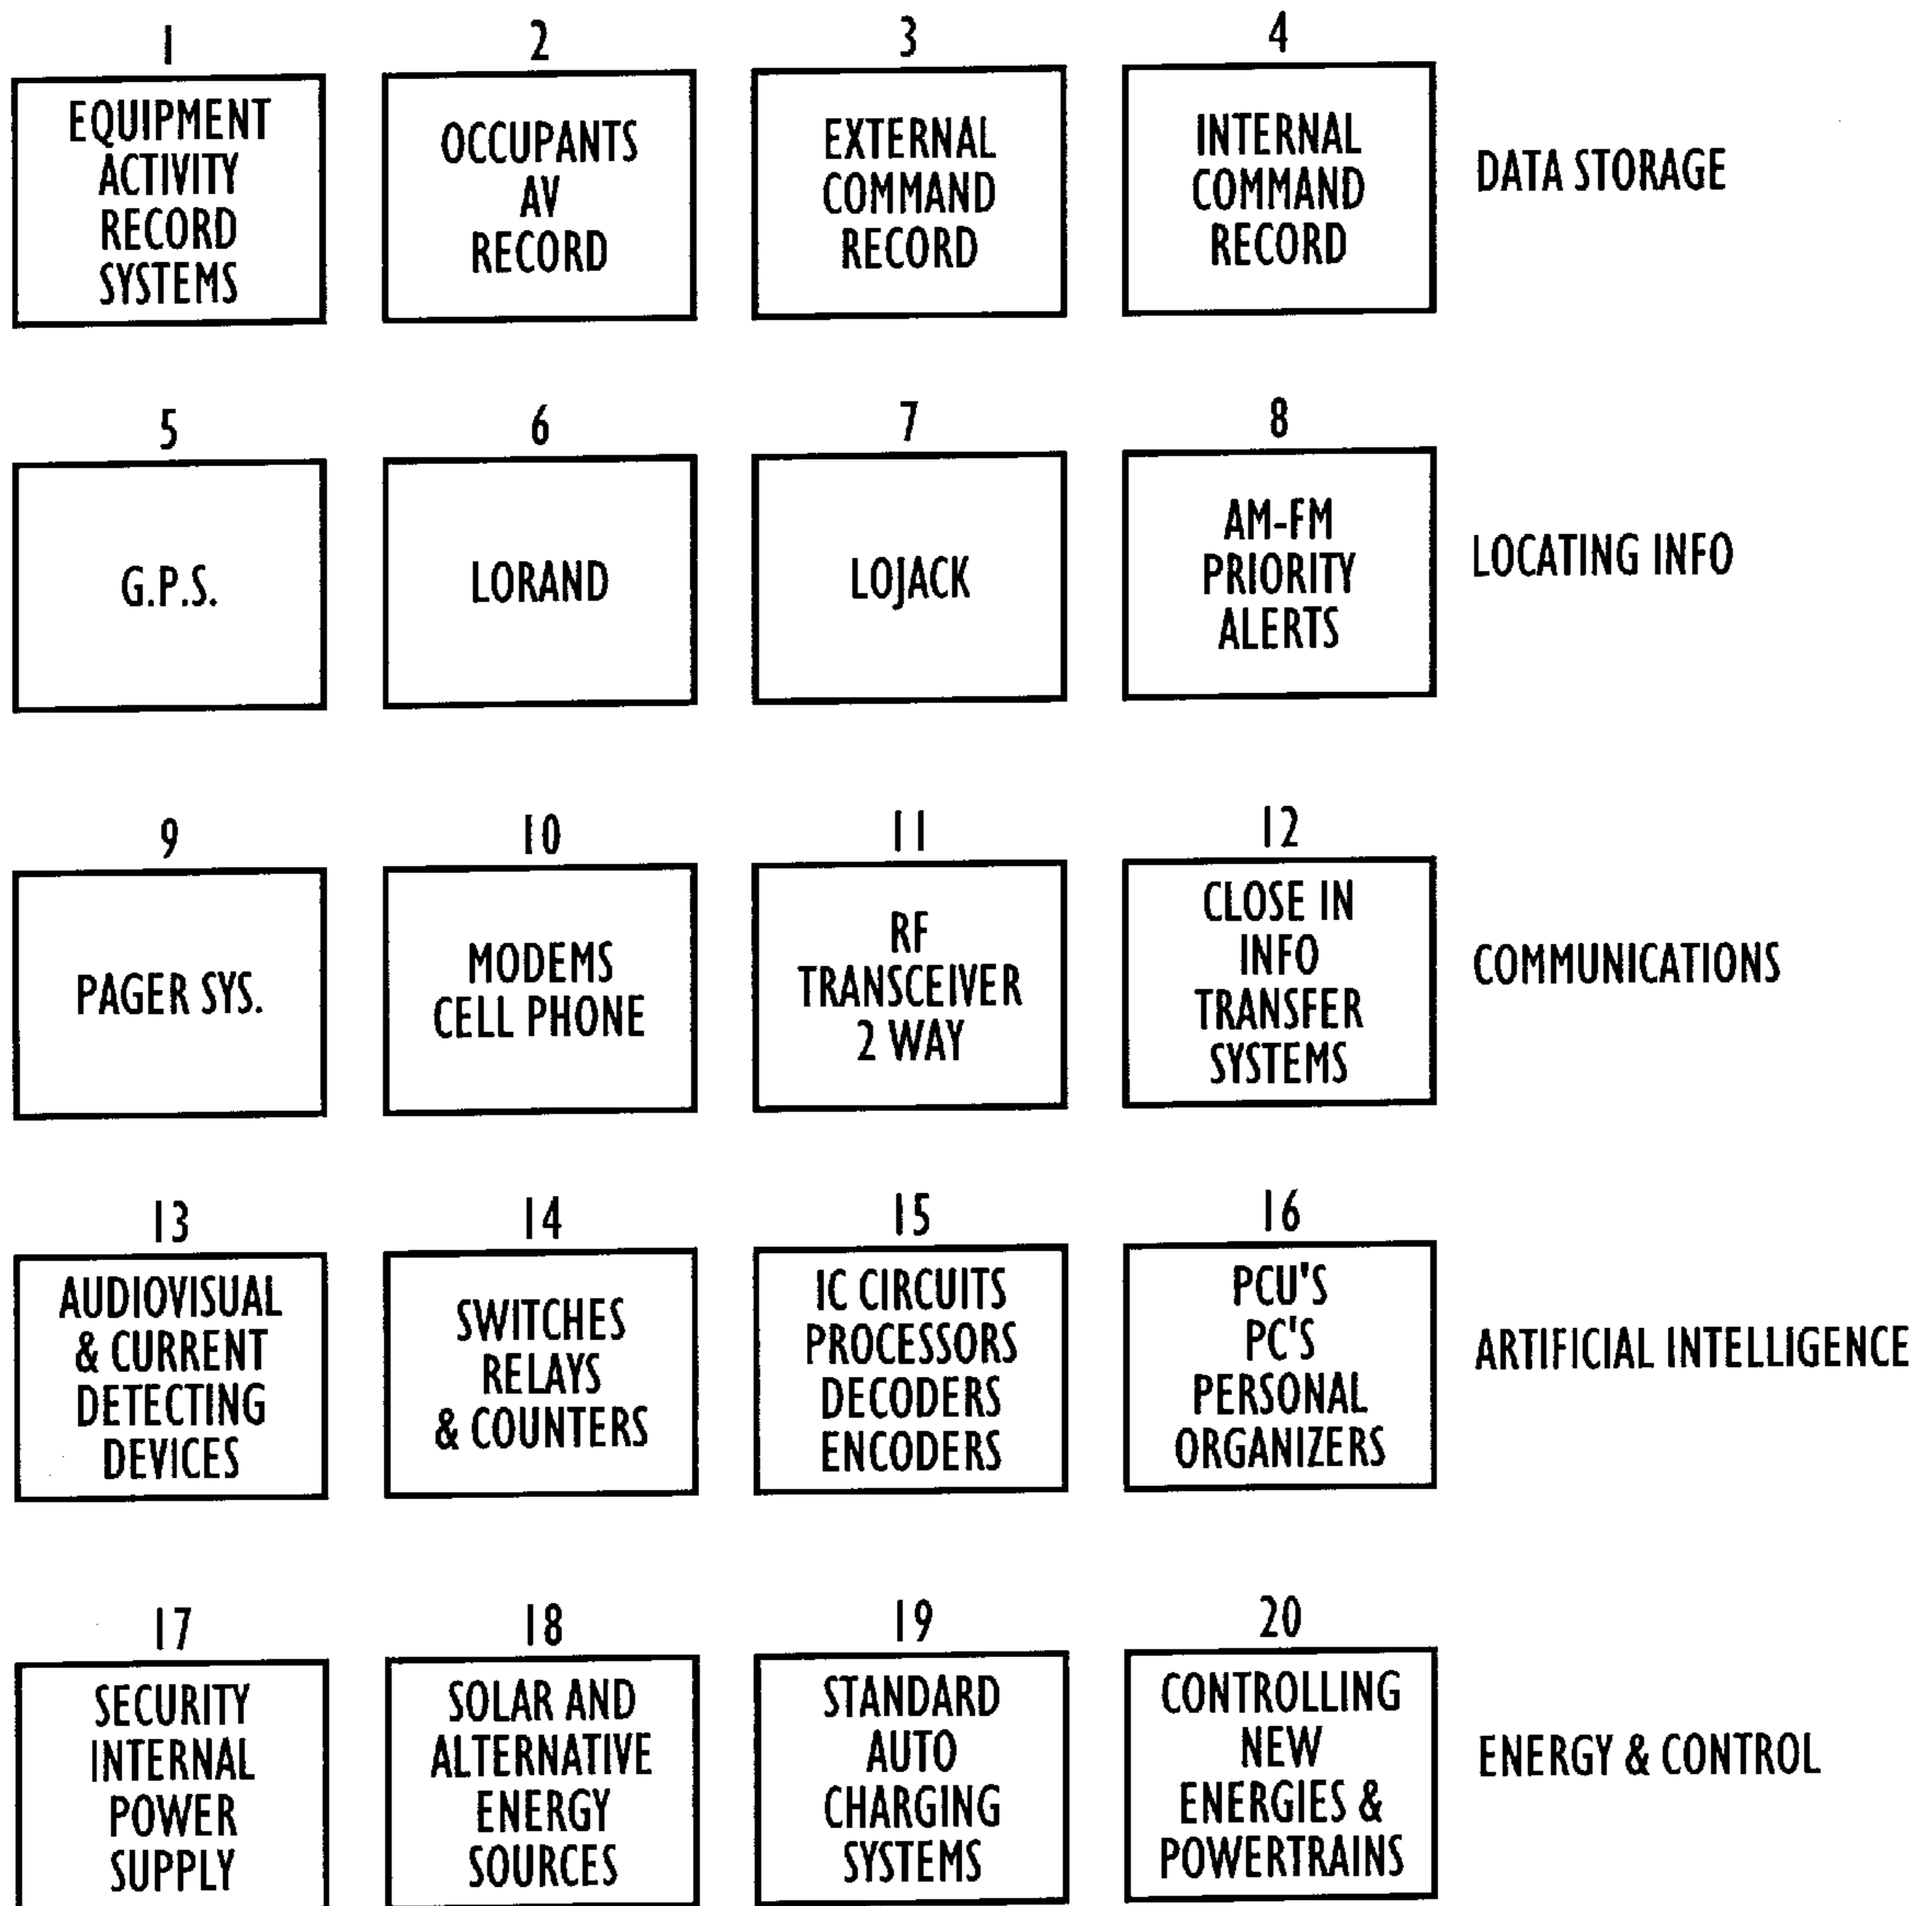 1
EQUIPMENT
ACTIVITY
RECORD
SYSTEMS
2
OCCUPANTS
AV
RECORD
3
EXTERNAL
COMMAND
RECORD
4
INTERNAL
COMMAND
RECORD
DATA STORAGE
5
G.P.S.
6
LORAND
7
LOJACK
8
AM-FM
PRIORITY
ALERTS
LOCATING INFO
9
PAGER SYS.
10
MODEMS
CELL PHONE
11
RF
TRANSCEIVER
2 WAY
12
CLOSE IN
INFO
TRANSFER
SYSTEMS
COMMUNICATIONS
13
AUDIOVISUAL
& CURRENT
DETECTING
DEVICES
14
SWITCHES
RELAYS
& COUNTERS
15
IC CIRCUITS
PROCESSORS
DECODERS
ENCODERS
16
PCU'S
PC'S
PERSONAL
ORGANIZERS
ARTIFICIAL INTELLIGENCE
17
SECURITY
INTERNAL
POWER
SUPPLY
18
SOLAR AND
ALTERNATIVE
ENERGY
SOURCES
19
STANDARD
AUTO
CHARGING
SYSTEMS
20
CONTROLLING
NEW
ENERGIES &
POWERTRAINS
ENERGY & CONTROL